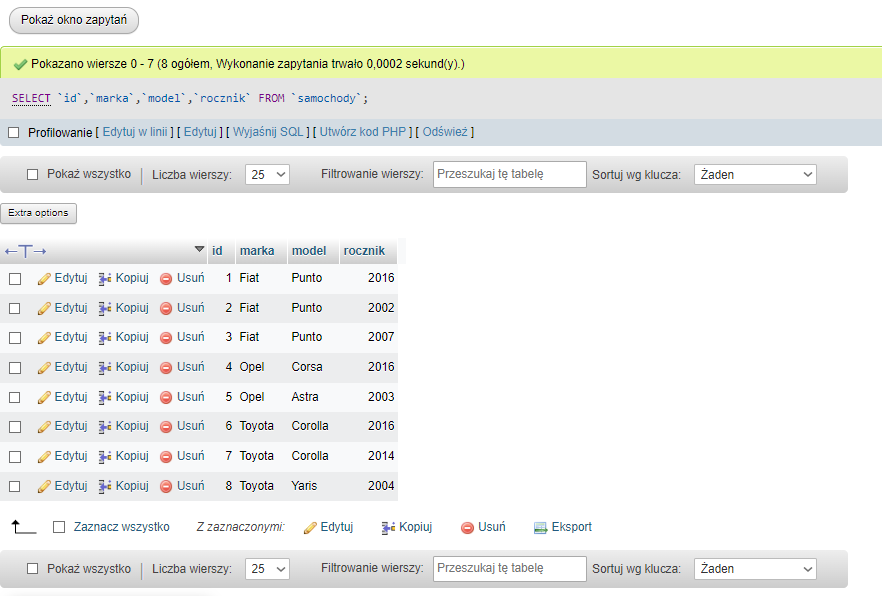 Pokaż okno zapytań
Pokazano wiersze 0 - 7 (8 ogółem, Wykonanie zapytania trwało 0,0002 sekund(y).)
SELECT `id`,`marka`,`model`,`rocznik` FROM `samochody`;
Profilowanie [ Edytuj w linii ] [ Edytuj ] [ Wyjaśnij SQL ] [ Utwórz kod PHP ] [ Odśwież ]
Pokaż wszystko | Liczba wierszy: 25 Filtrowanie wierszy: Przeszukaj tę tabelę Sortuj wg klucza: Żaden
Extra options
←T→ id marka model rocznik
Edytuj Kopiuj Usuń 1 Fiat Punto 2016
Edytuj Kopiuj Usuń 2 Fiat Punto 2002
Edytuj Kopiuj Usuń 3 Fiat Punto 2007
Edytuj Kopiuj Usuń 4 Opel Corsa 2016
Edytuj Kopiuj Usuń 5 Opel Astra 2003
Edytuj Kopiuj Usuń 6 Toyota Corolla 2016
Edytuj Kopiuj Usuń 7 Toyota Corolla 2014
Edytuj Kopiuj Usuń 8 Toyota Yaris 2004
Zaznacz wszystko Z zaznaczonymi: Edytuj Kopiuj Usuń Eksport
Pokaż wszystko | Liczba wierszy: 25 Filtrowanie wierszy: Przeszukaj tę tabelę Sortuj wg klucza: Żaden